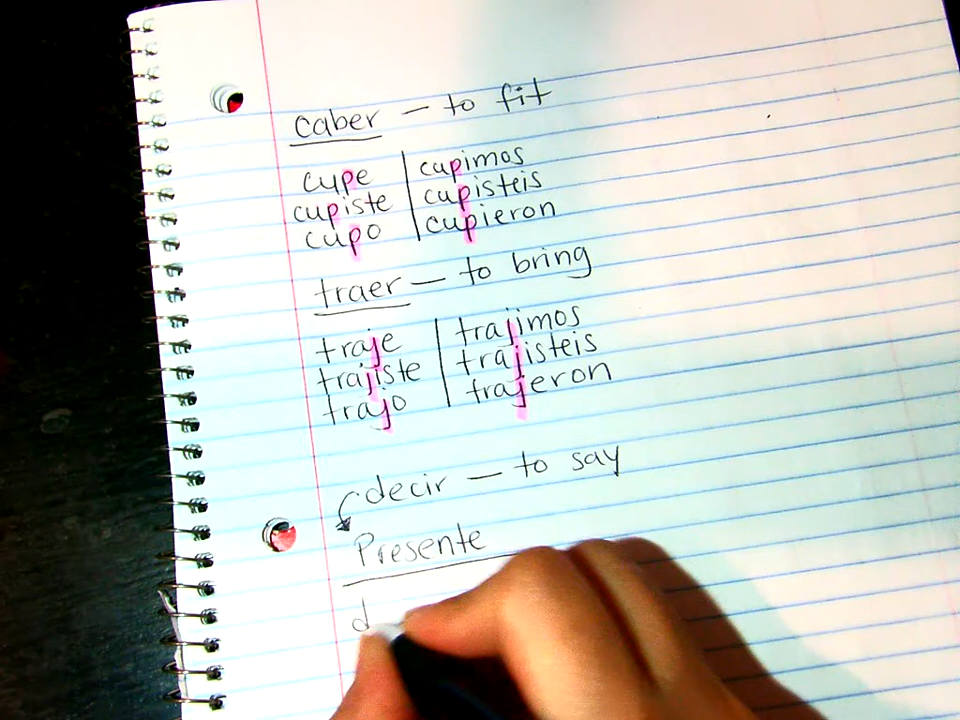 caber — to fit
cupe | cupimos
cupiste | cupisteis
cupo | cupieron
traer — to bring
traje | trajimos
trajiste | trajisteis
trajo | trajeron
decir — to say
Presente
d